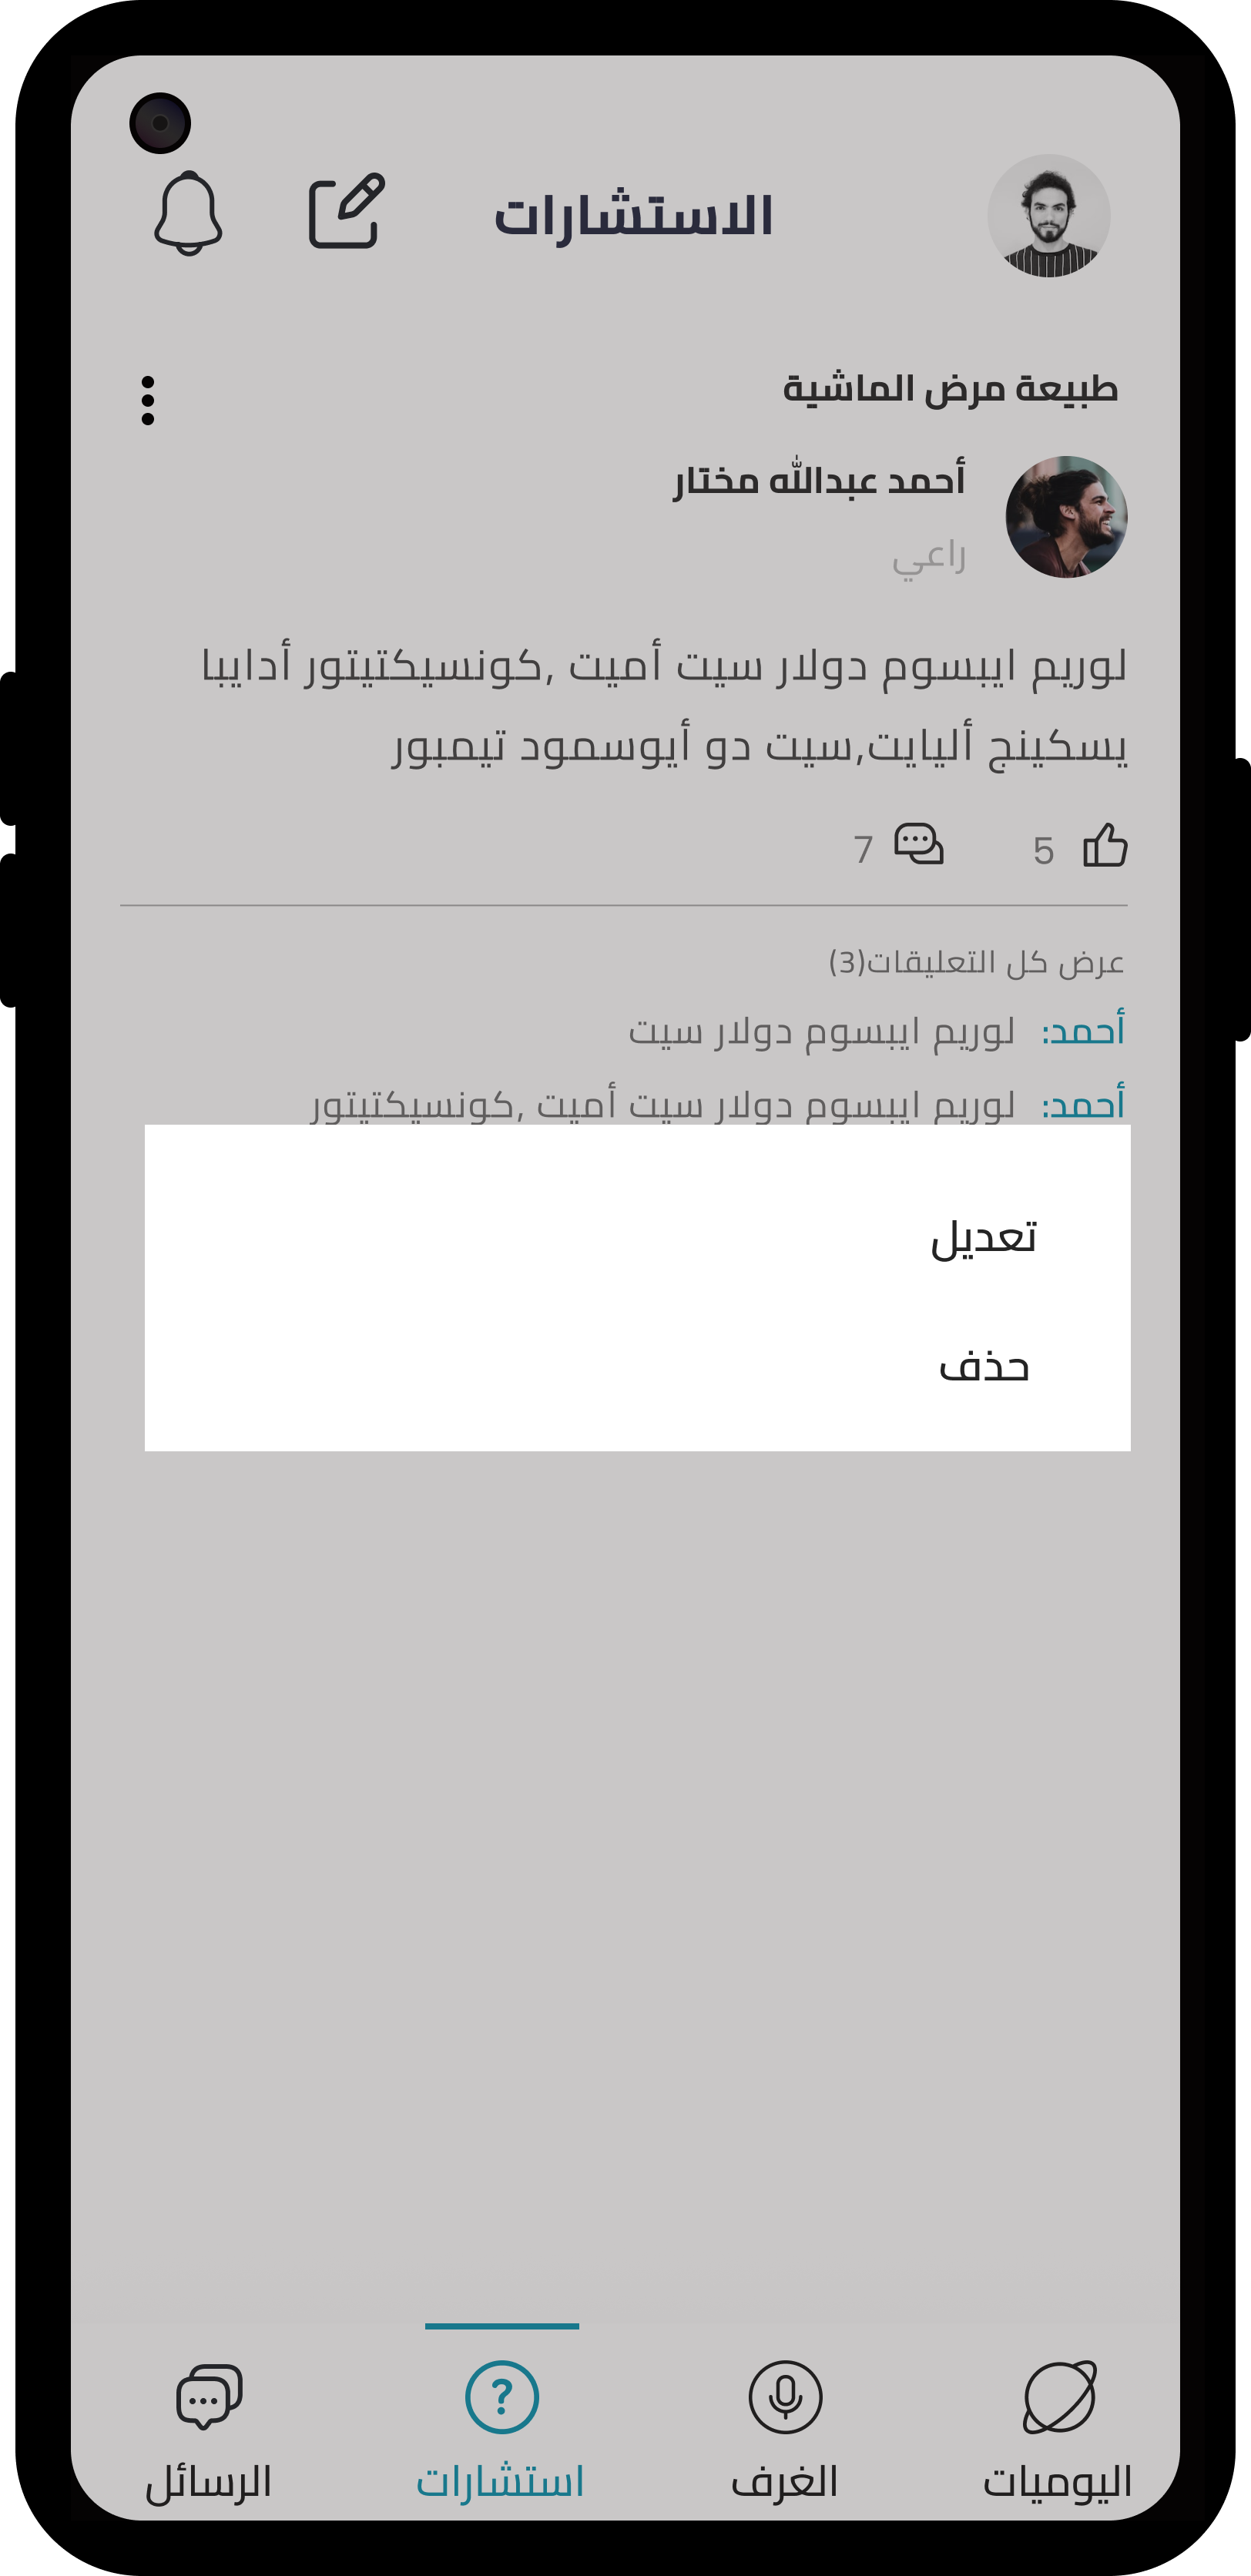 الاستشارات
طبيعة مرض الماشية
أحمد عبدالله مختار
راعي
لوريم ايبسوم دولار سيت أميت ,كونسيكتيتور أدايبا
يسكينج أليايت,سيت دو أيوسمود تيمبور
5 7
عرض كل التعليقات(3)
أحمد: لوريم ايبسوم دولار سيت
أحمد: لوريم ايبسوم دولار سيت أميت ,كونسيكتيتور
تعديل
حذف
اليوميات الغرف استشارات الرسائل